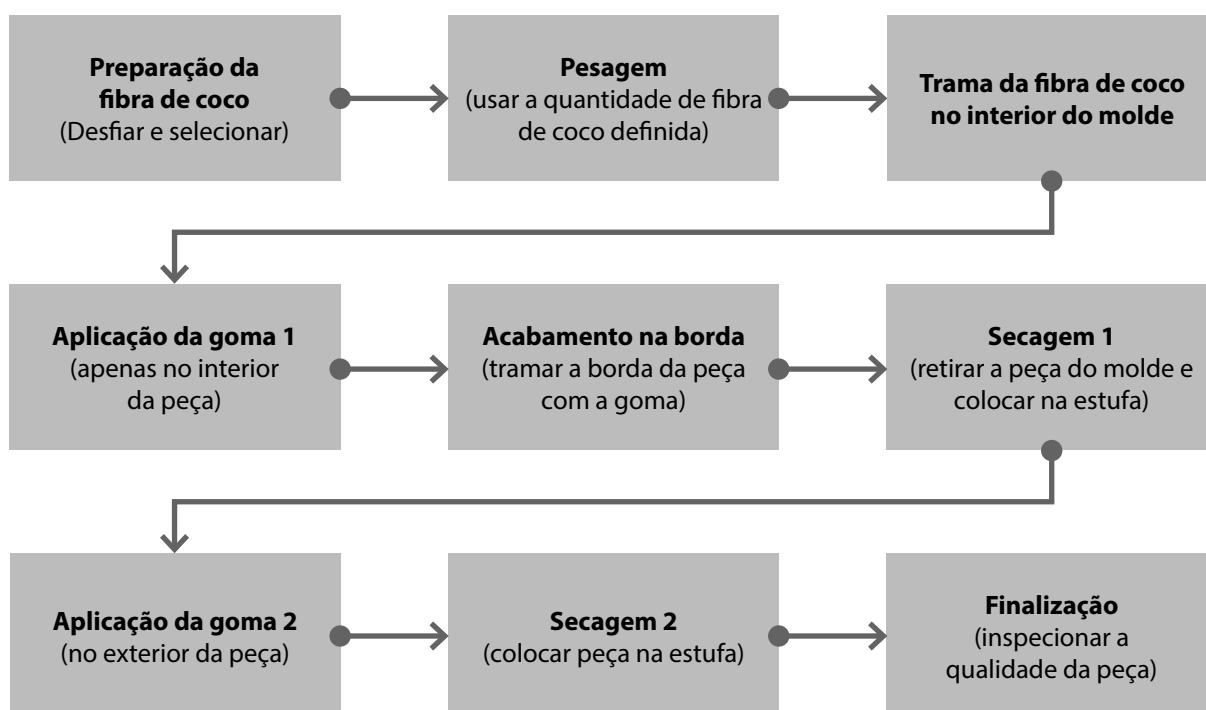 Preparação da
fibra de coco
(Desfiar e selecionar)
Pesagem
(usar a quantidade de fibra
de coco definida)
Trama da fibra de coco
no interior do molde
Aplicação da goma 1
(apenas no interior
da peça)
Acabamento na borda
(tramar a borda da peça
com a goma)
Secagem 1
(retirar a peça do molde e
colocar na estufa)
Aplicação da goma 2
(no exterior da peça)
Secagem 2
(colocar peça na estufa)
Finalização
(inspecionar a
qualidade da peça)